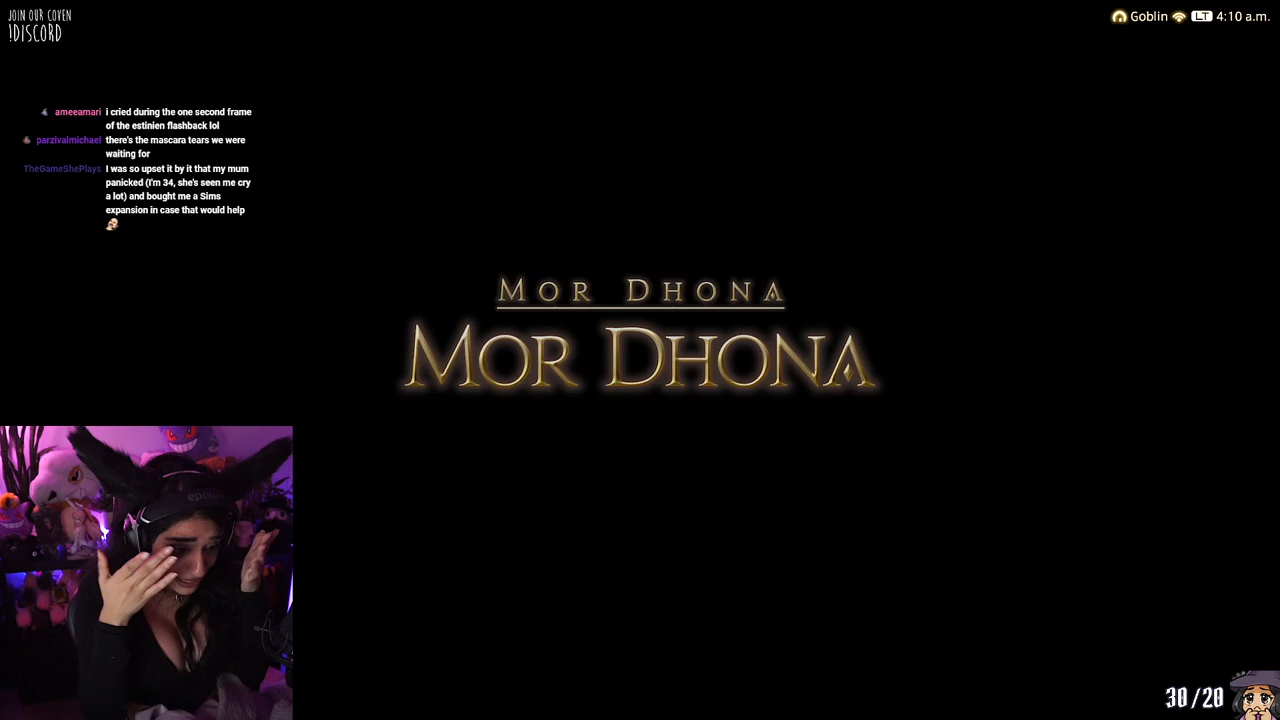 JOIN OUR COVEN
!DISCORD
Goblin LT 4:10 a.m.
ameeamari i cried during the one second frame
of the estinien flashback lol
parzivalmichael there's the mascara tears we were
waiting for
TheGameShePlays I was so upset it by it that my mum
panicked (I'm 34, she's seen me cry
a lot) and bought me a Sims
expansion in case that would help
Mor Dhona
Mor Dhona
30/20